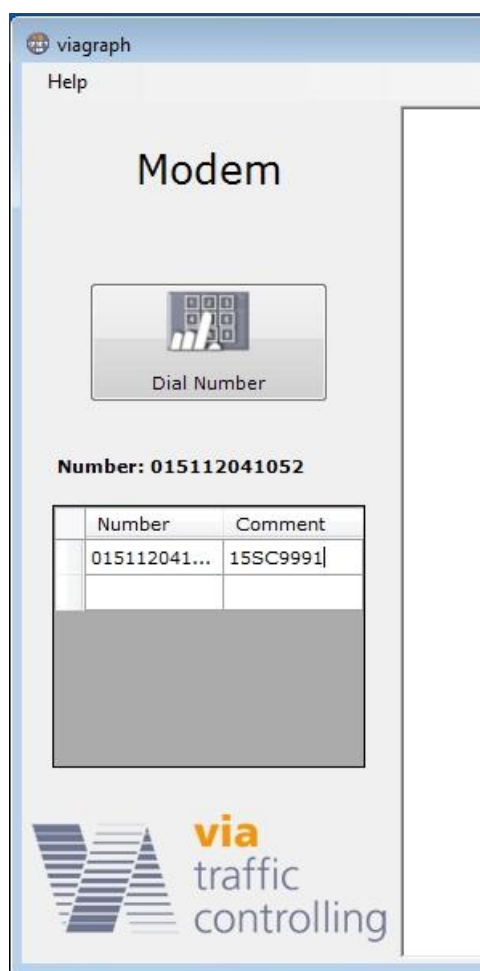 viagraph
Help
Modem
Dial Number
Number: 015112041052
Number Comment
015112041... 15SC9991
via
traffic
controlling